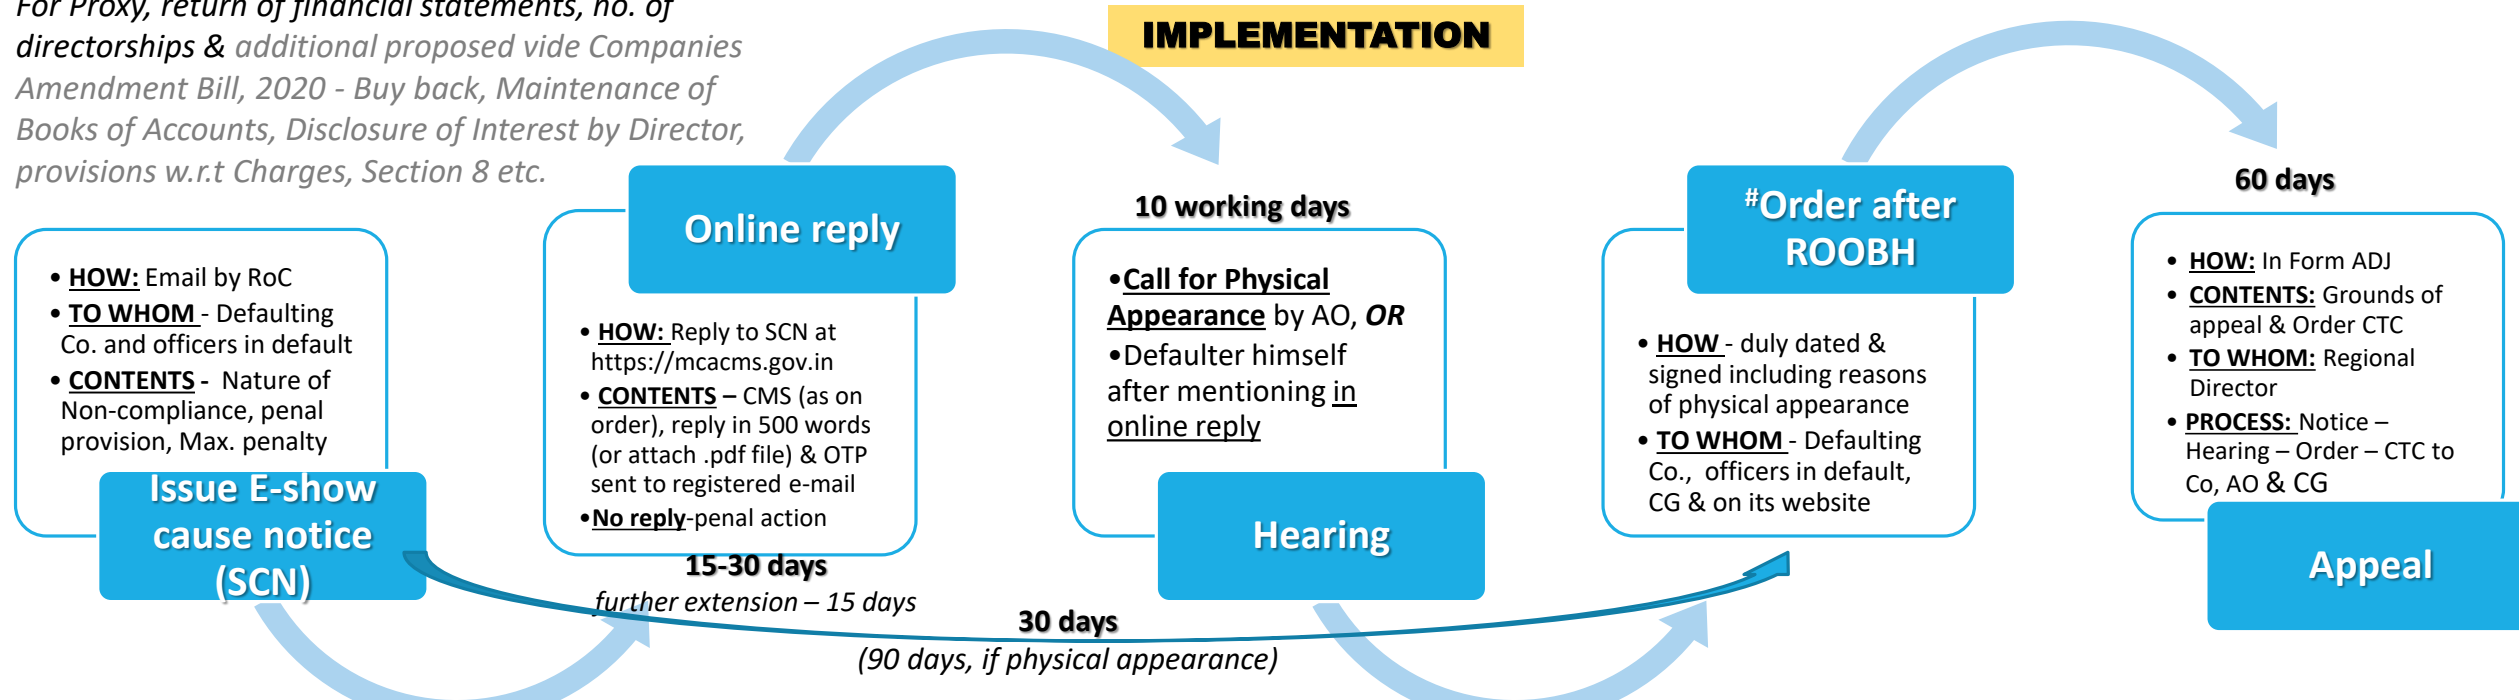 For Proxy, return of financial statements, no. of
directorships & additional proposed vide Companies
Amendment Bill, 2020 - Buy back, Maintenance of
Books of Accounts, Disclosure of Interest by Director,
provisions w.r.t Charges, Section 8 etc.
IMPLEMENTATION
• HOW: Email by RoC
• TO WHOM - Defaulting
Co. and officers in default
• CONTENTS - Nature of
Non-compliance, penal
provision, Max. penalty
Issue E-show
cause notice
(SCN)
Online reply
• HOW: Reply to SCN at
https://mcacms.gov.in
• CONTENTS – CMS (as on
order), reply in 500 words
(or attach .pdf file) & OTP
sent to registered e-mail
•No reply-penal action
15-30 days
further extension – 15 days
10 working days
•Call for Physical
Appearance by AO, OR
•Defaulter himself
after mentioning in
online reply
Hearing
30 days
(90 days, if physical appearance)
#Order after
ROOBH
• HOW - duly dated &
signed including reasons
of physical appearance
• TO WHOM - Defaulting
Co., officers in default,
CG & on its website
60 days
• HOW: In Form ADJ
• CONTENTS: Grounds of
appeal & Order CTC
• TO WHOM: Regional
Director
• PROCESS: Notice –
Hearing – Order – CTC to
Co, AO & CG
Appeal